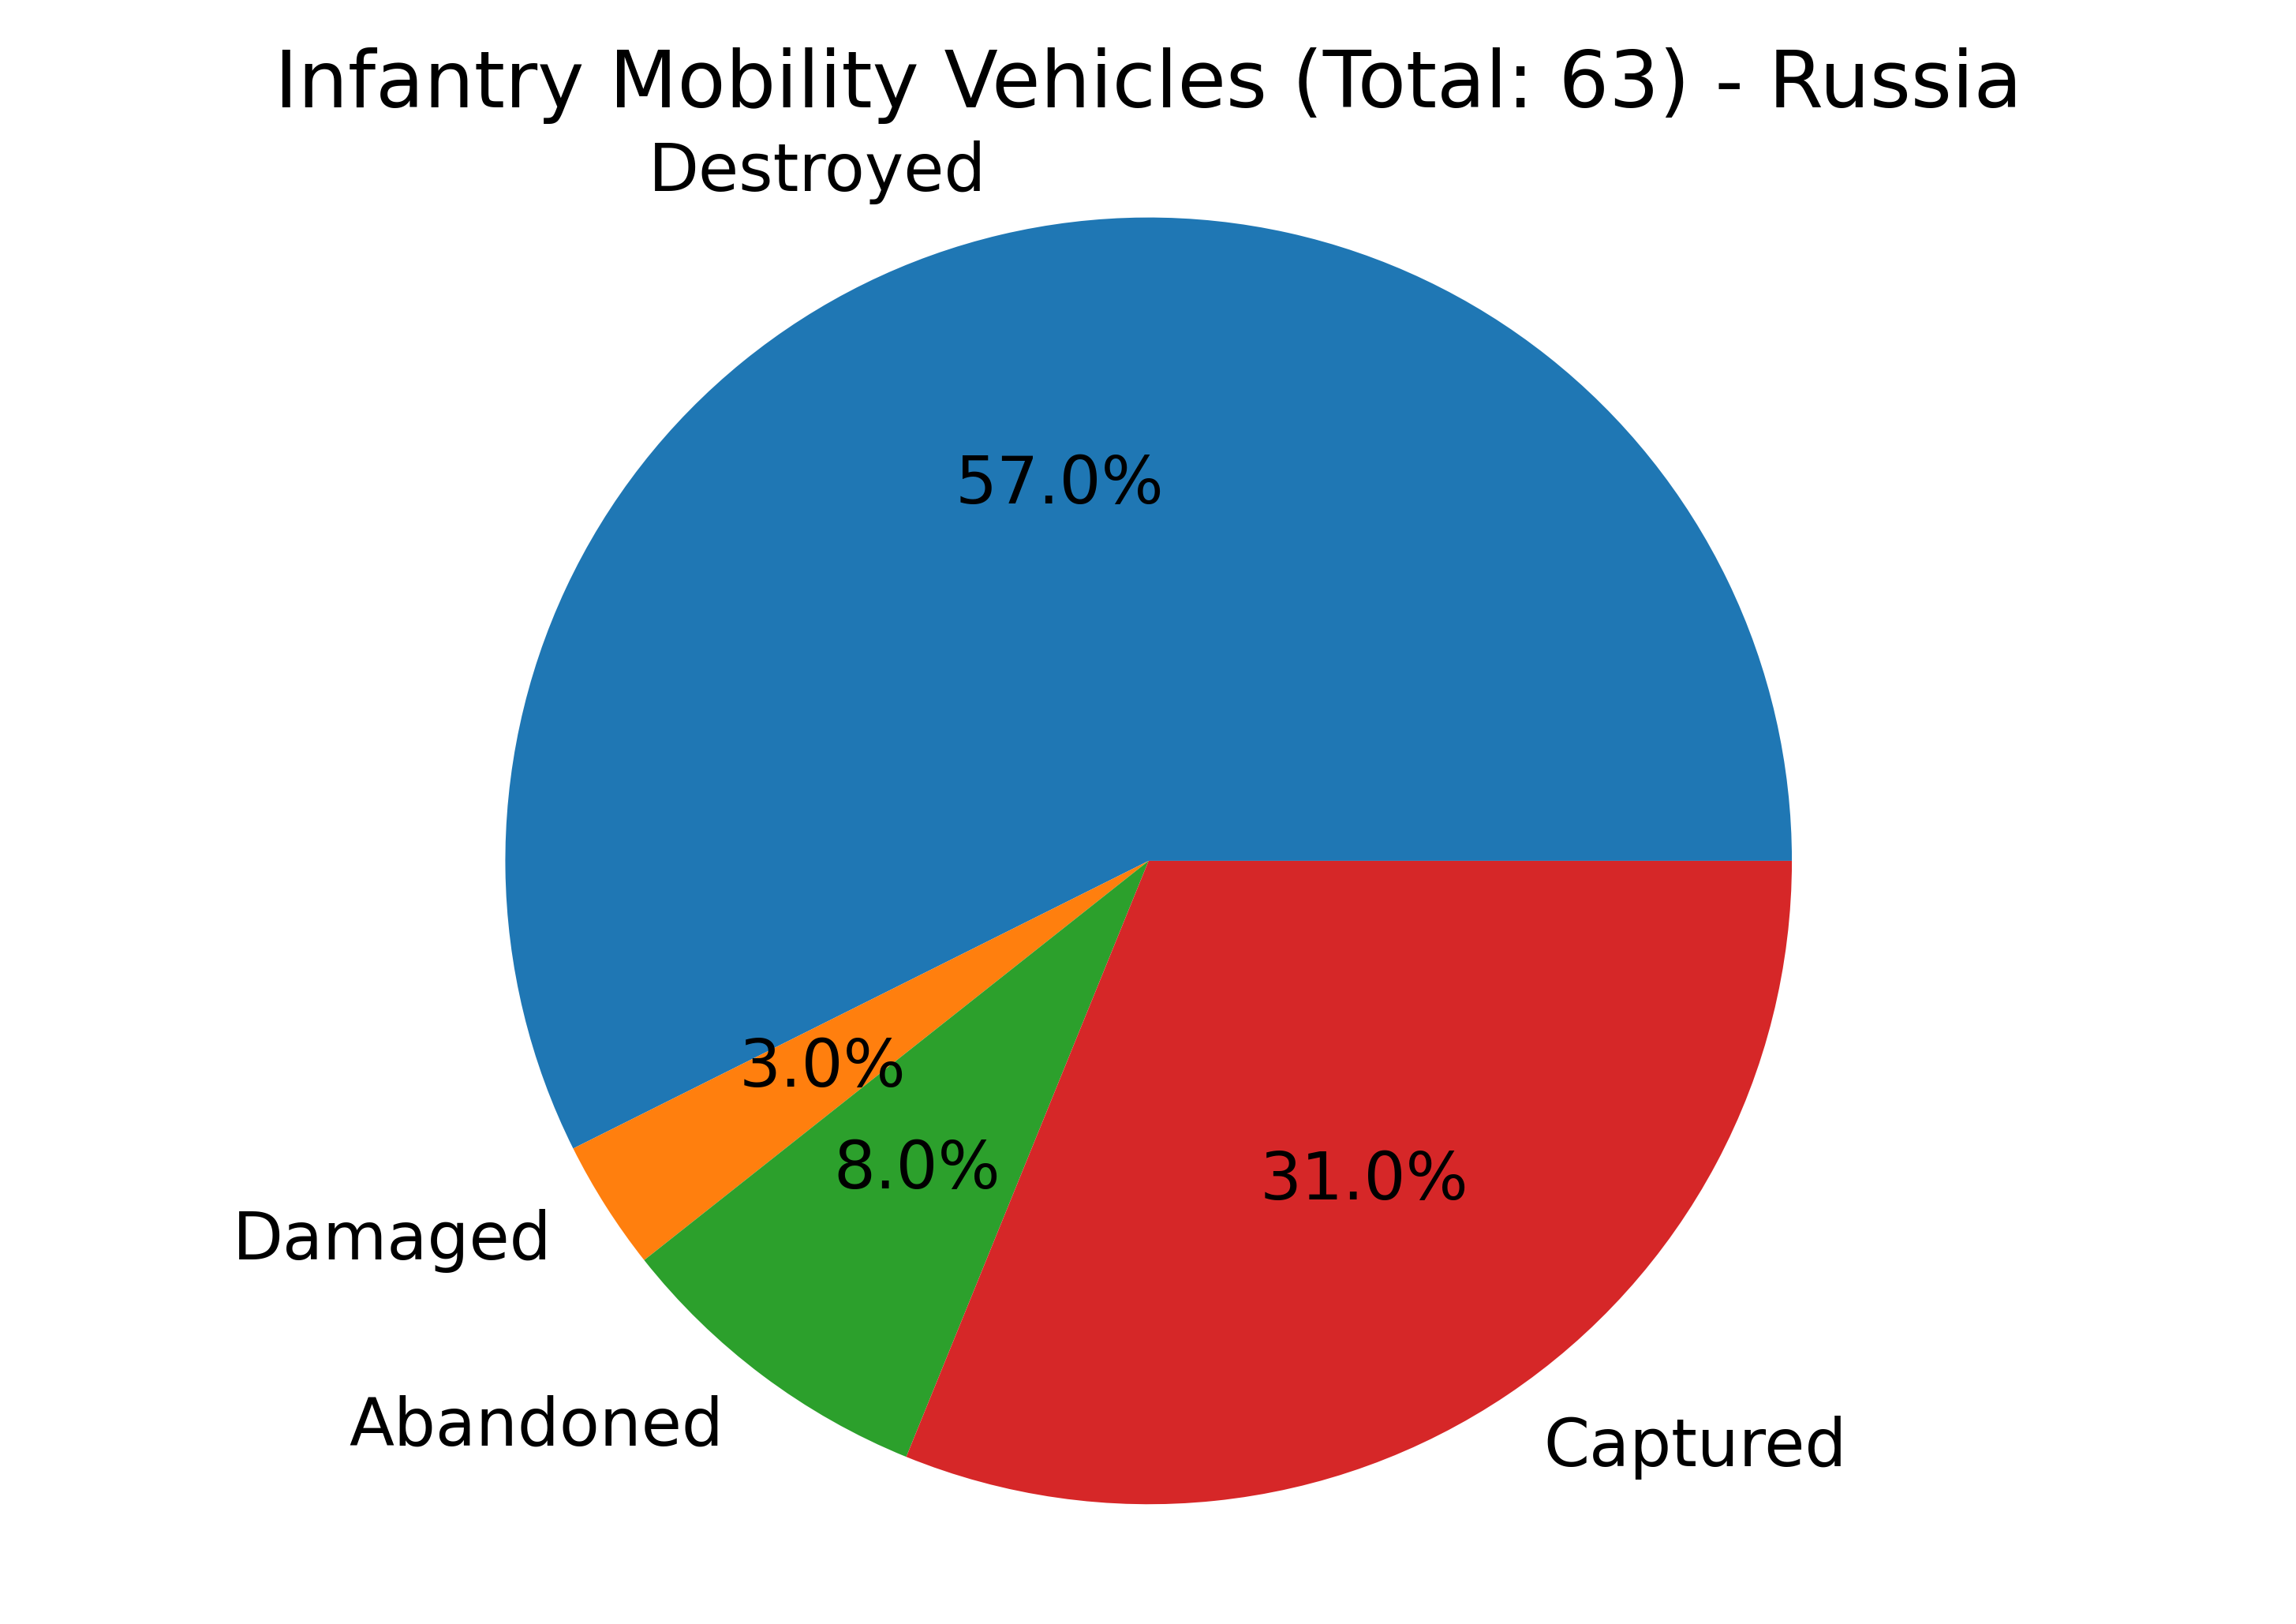 Infantry Mobility Vehicles (Total: 63) - Russia
Destroyed
57.0%
3.0%
8.0%
31.0%
Damaged
Abandoned
Captured